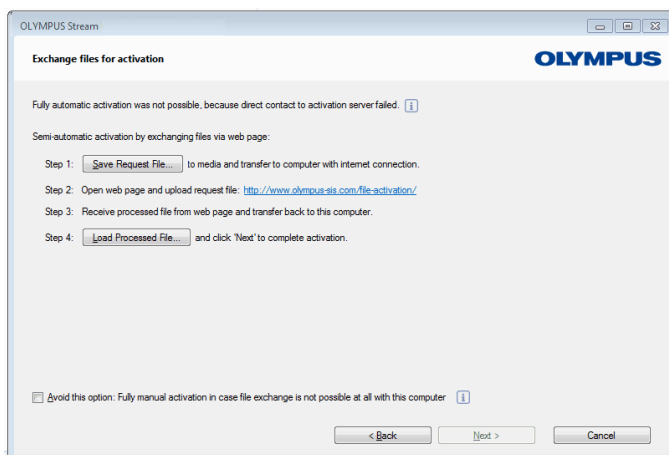 OLYMPUS Stream
Exchange files for activation
OLYMPUS
Fully automatic activation was not possible, because direct contact to activation server failed. i
Semi-automatic activation by exchanging files via web page:
Step 1: Save Request File... to media and transfer to computer with internet connection.
Step 2: Open web page and upload request file: http://www.olympus-sis.com/file-activation/
Step 3: Receive processed file from web page and transfer back to this computer.
Step 4: Load Processed File... and click 'Next' to complete activation.
Avoid this option: Fully manual activation in case file exchange is not possible at all with this computer i
< Back Next > Cancel